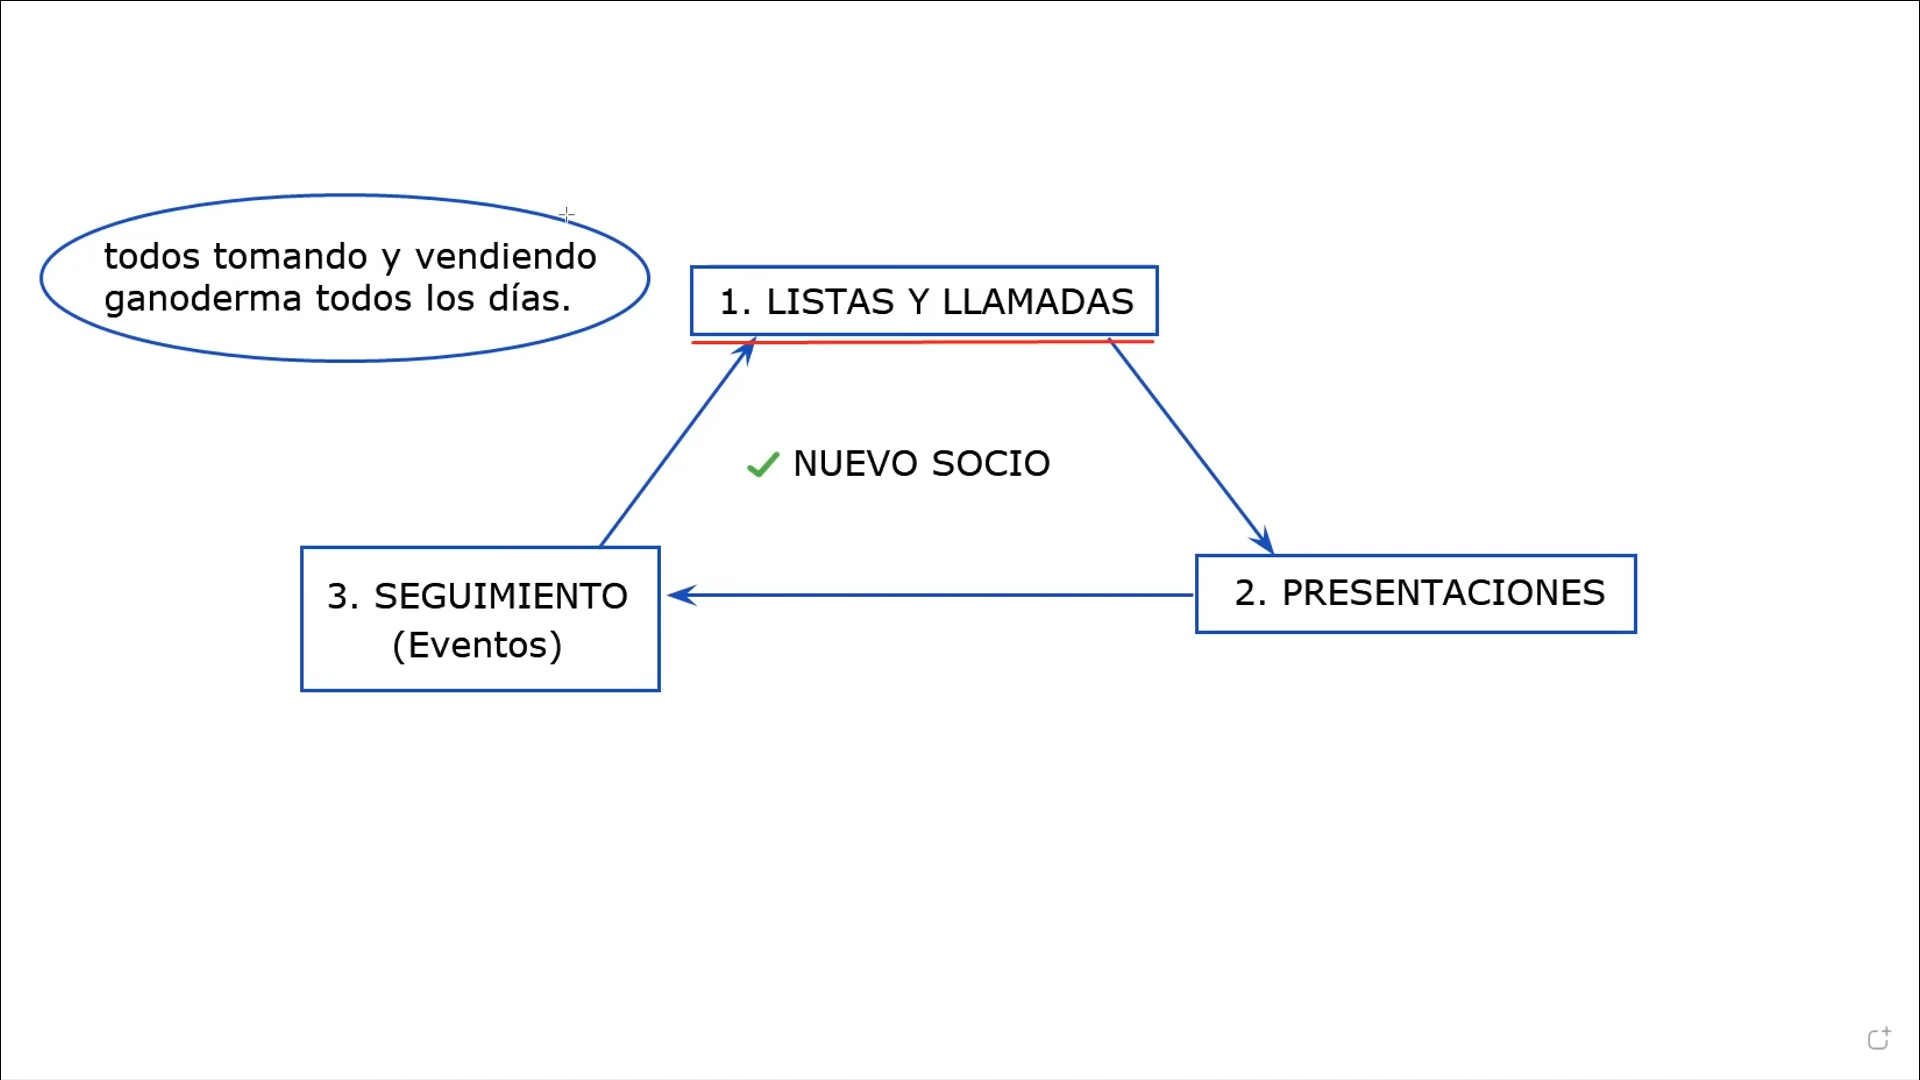 todos tomando y vendiendo
ganoderma todos los días.
1. LISTAS Y LLAMADAS
NUEVO SOCIO
3. SEGUIMIENTO
(Eventos)
2. PRESENTACIONES